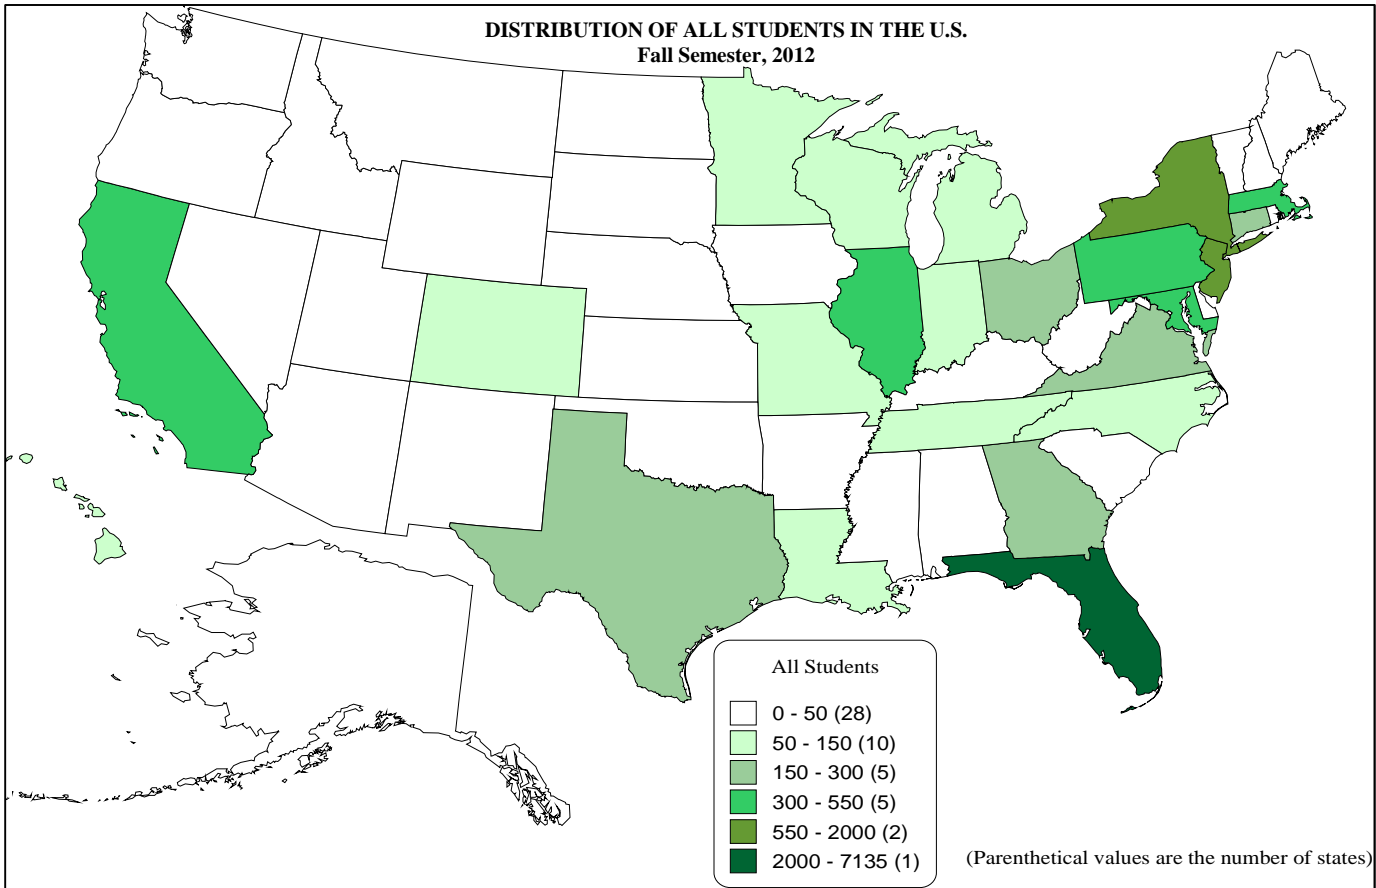 DISTRIBUTION OF ALL STUDENTS IN THE U.S.
Fall Semester, 2012
All Students
0 - 50 (28)
50 - 150 (10)
150 - 300 (5)
300 - 550 (5)
550 - 2000 (2)
2000 - 7135 (1)
(Parenthetical values are the number of states)